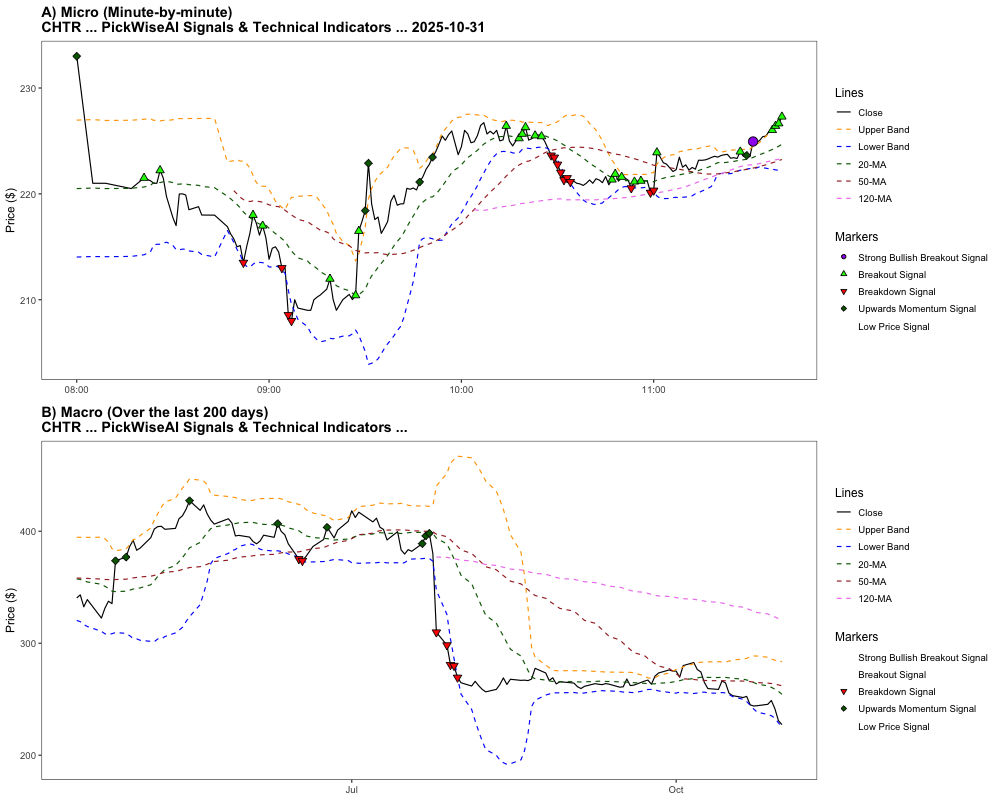 A) Micro (Minute-by-minute)
CHTR ... PickWiseAI Signals & Technical Indicators ... 2025-10-31
Price ($)
230
220
210
08:00
09:00
10:00
11:00
Lines
Close
Upper Band
Lower Band
20-MA
50-MA
120-MA
Markers
Strong Bullish Breakout Signal
Breakout Signal
Breakdown Signal
Upwards Momentum Signal
Low Price Signal
B) Macro (Over the last 200 days)
CHTR ... PickWiseAI Signals & Technical Indicators ...
Price ($)
400
300
200
Jul
Oct
Lines
Close
Upper Band
Lower Band
20-MA
50-MA
120-MA
Markers
Strong Bullish Breakout Signal
Breakout Signal
Breakdown Signal
Upwards Momentum Signal
Low Price Signal